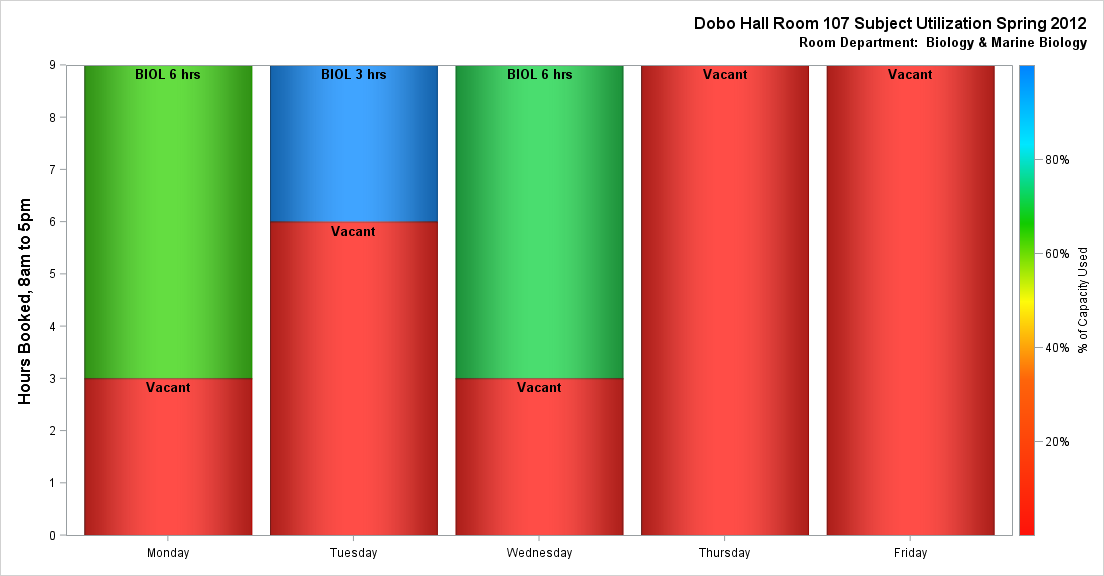 Dobo Hall Room 107 Subject Utilization Spring 2012
Room Department: Biology & Marine Biology
Hours Booked, 8am to 5pm
9
8
7
6
5
4
3
2
1
0
BIOL 6 hrs
Vacant
BIOL 3 hrs
Vacant
BIOL 6 hrs
Vacant
Vacant
Vacant
Monday
Tuesday
Wednesday
Thursday
Friday
80%
60%
40%
20%
% of Capacity Used